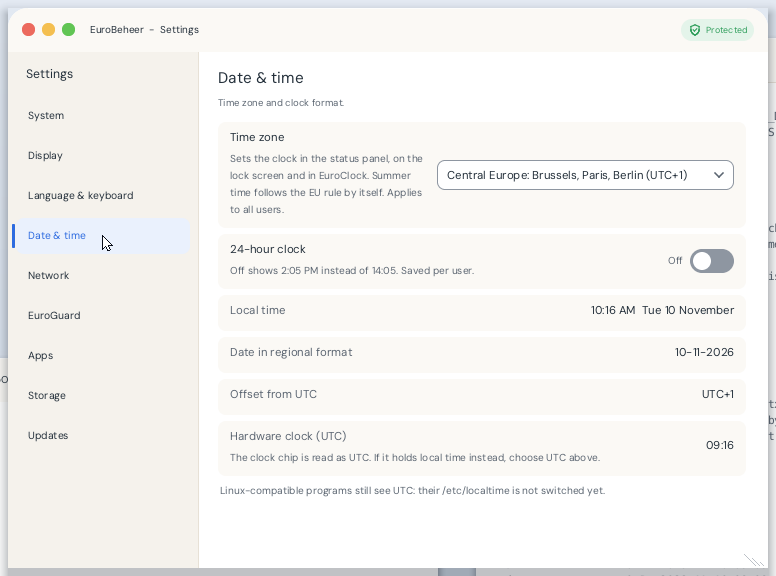 EuroBeheer - Settings
Protected
Settings
System
Display
Language & keyboard
Date & time
Network
EuroGuard
Apps
Storage
Updates
Date & time
Time zone and clock format.
Time zone
Sets the clock in the status panel, on the
lock screen and in EuroClock. Summer
time follows the EU rule by itself. Applies
to all users.
Central Europe: Brussels, Paris, Berlin (UTC+1)
24-hour clock
Off shows 2:05 PM instead of 14:05. Saved per user.
Off
Local time
10:16 AM Tue 10 November
Date in regional format
10-11-2026
Offset from UTC
UTC+1
Hardware clock (UTC)
The clock chip is read as UTC. If it holds local time instead, choose UTC above.
09:16
Linux-compatible programs still see UTC: their /etc/localtime is not switched yet.